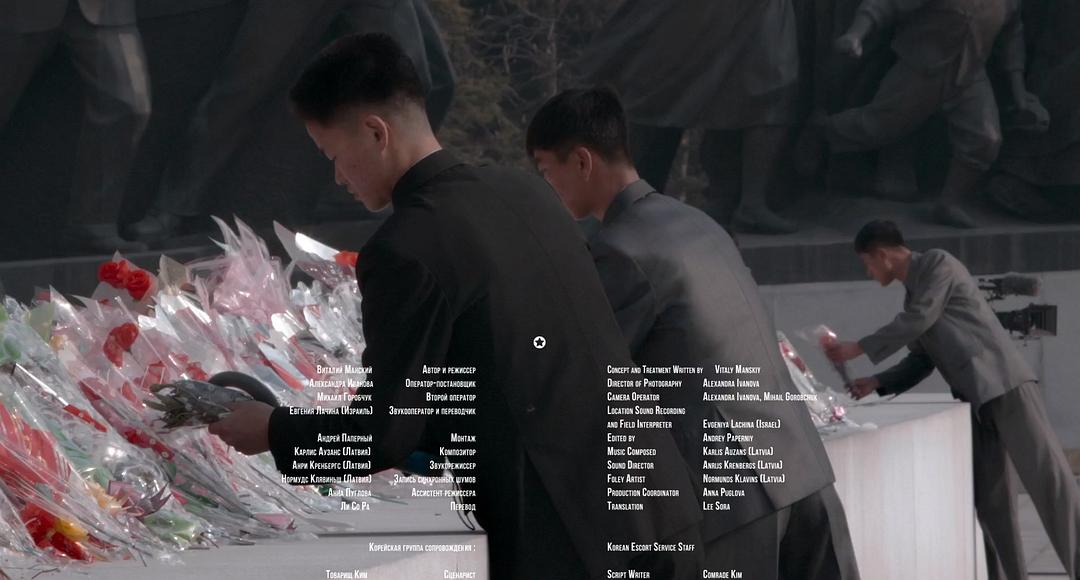 Виталий Манский Автор и режиссер
Александра Иванова Оператор-постановщик
Михаил Горобчук Второй оператор
Евгения Лачина (Израиль) Звукооператор и переводчик
Андрей Паперный Монтаж
Карлис Аузанс (Латвия) Композитор
Анри Кренбергс (Латвия) Звукорежиссер
Нормудс Клявиньш (Латвия) Запись синхронных шумов
Анна Пуглова Ассистент режиссера
Ли Со Ра Перевод
Корейская группа сопровождения :
Товарищ Ким Сценарист
Concept and Treatment Written by Vitaly Manskiy
Director of Photography Alexandra Ivanova
Camera Operator Alexandra Ivanova, Mihail Gorobchuk
Location Sound Recording
and Field Interpreter Evgeniya Lachina (Israel)
Edited by Andrey Paperniy
Music Composed Karlis Auzans (Latvia)
Sound Director Anrijs Krenbergs (Latvia)
Foley Artist Normunds Klavins (Latvia)
Production Coordinator Anna Puglova
Translation Lee Sora
Korean Escort Service Staff
Script Writer Comrade Kim